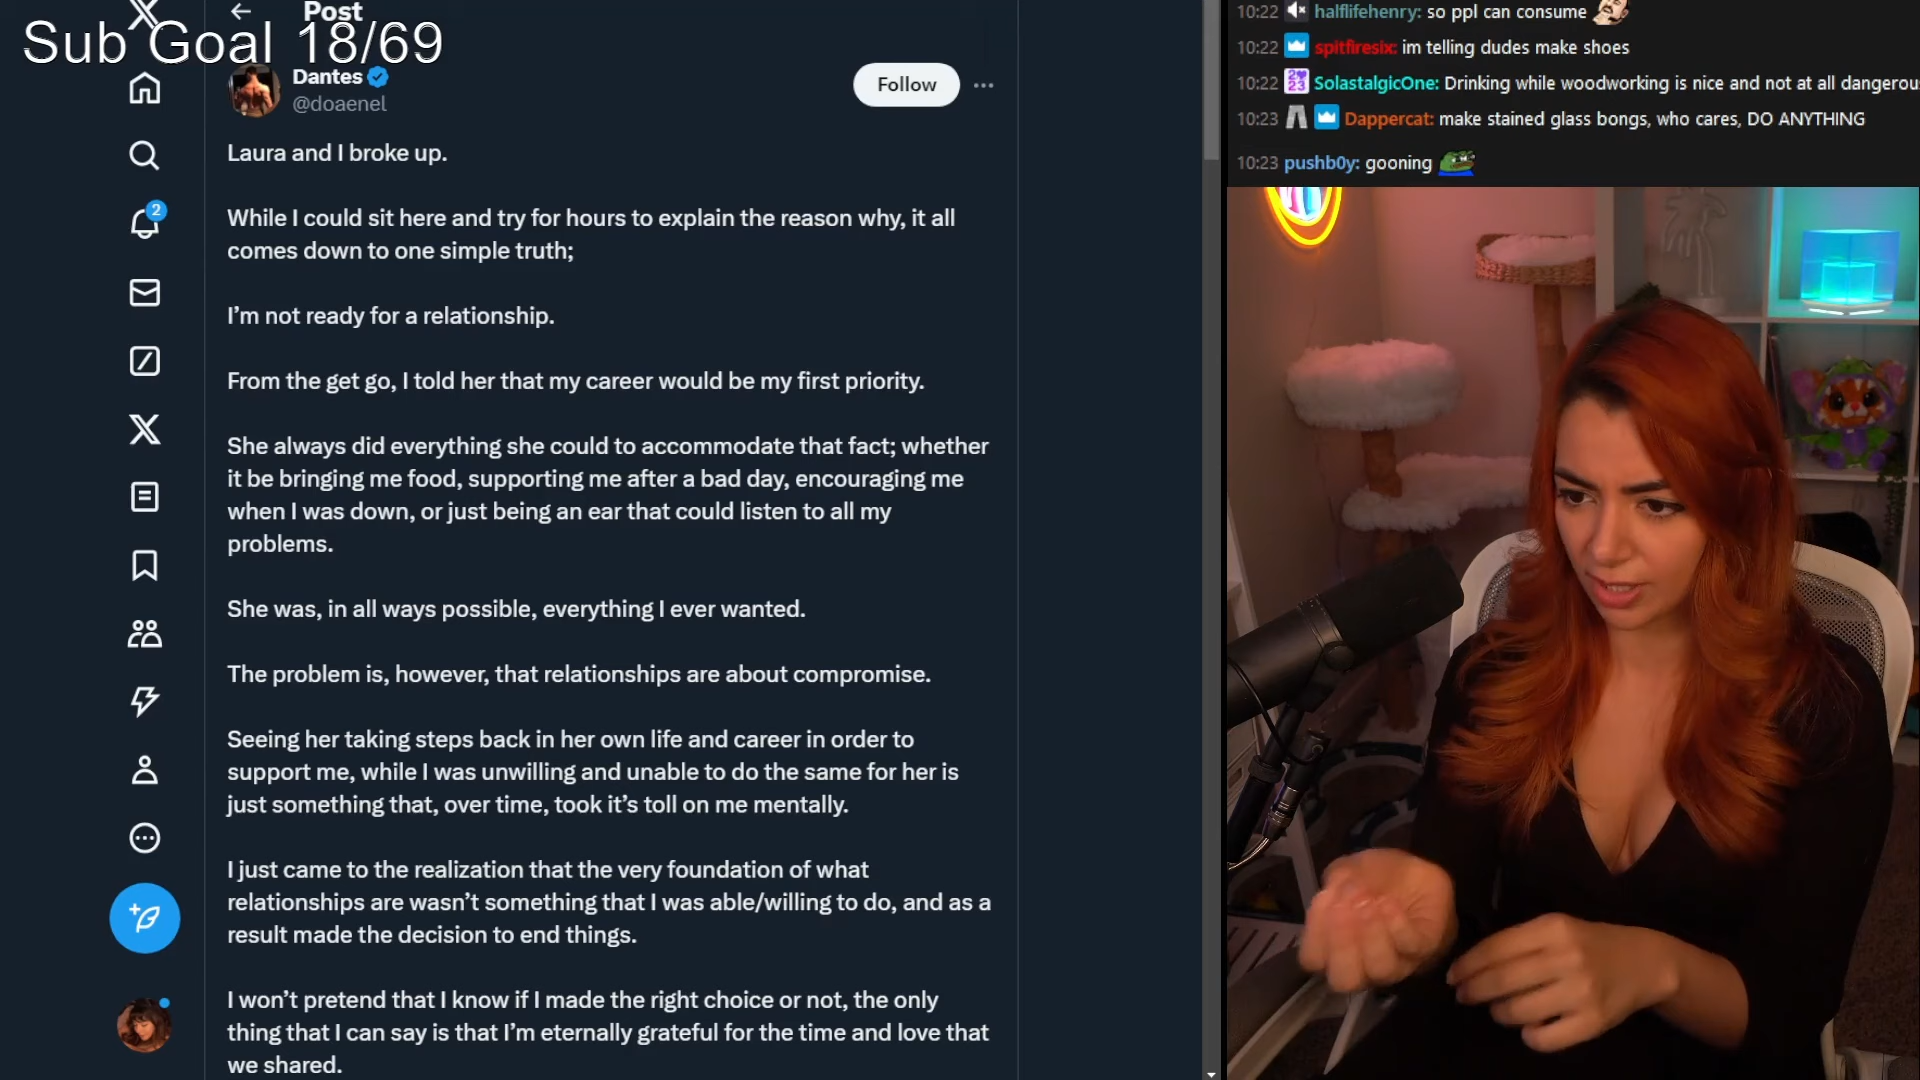 Post
Sub Goal 18/69
Dantes
@doaenel
Follow
2
Laura and I broke up.
While I could sit here and try for hours to explain the reason why, it all
comes down to one simple truth;
I’m not ready for a relationship.
From the get go, I told her that my career would be my first priority.
She always did everything she could to accommodate that fact; whether
it be bringing me food, supporting me after a bad day, encouraging me
when I was down, or just being an ear that could listen to all my
problems.
She was, in all ways possible, everything I ever wanted.
The problem is, however, that relationships are about compromise.
Seeing her taking steps back in her own life and career in order to
support me, while I was unwilling and unable to do the same for her is
just something that, over time, took it’s toll on me mentally.
I just came to the realization that the very foundation of what
relationships are wasn’t something that I was able/willing to do, and as a
result made the decision to end things.
I won’t pretend that I know if I made the right choice or not, the only
thing that I can say is that I’m eternally grateful for the time and love that
we shared.
10:22 halflifehenry: so ppl can consume
10:22 spitfiresix: im telling dudes make shoes
10:22 SolastalgicOne: Drinking while woodworking is nice and not at all dangerou
10:23 Dappercat: make stained glass bongs, who cares, DO ANYTHING
10:23 pushb0y: gooning